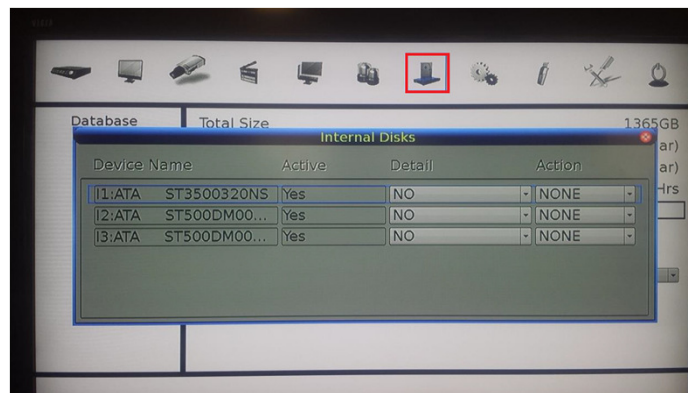 Database Total Size 1365GB
Internal Disks
ar)
Device Name Active Detail Action
ar)
Hrs
I1:ATA ST3500320NS Yes NO NONE
I2:ATA ST500DM00... Yes NO NONE
I3:ATA ST500DM00... Yes NO NONE